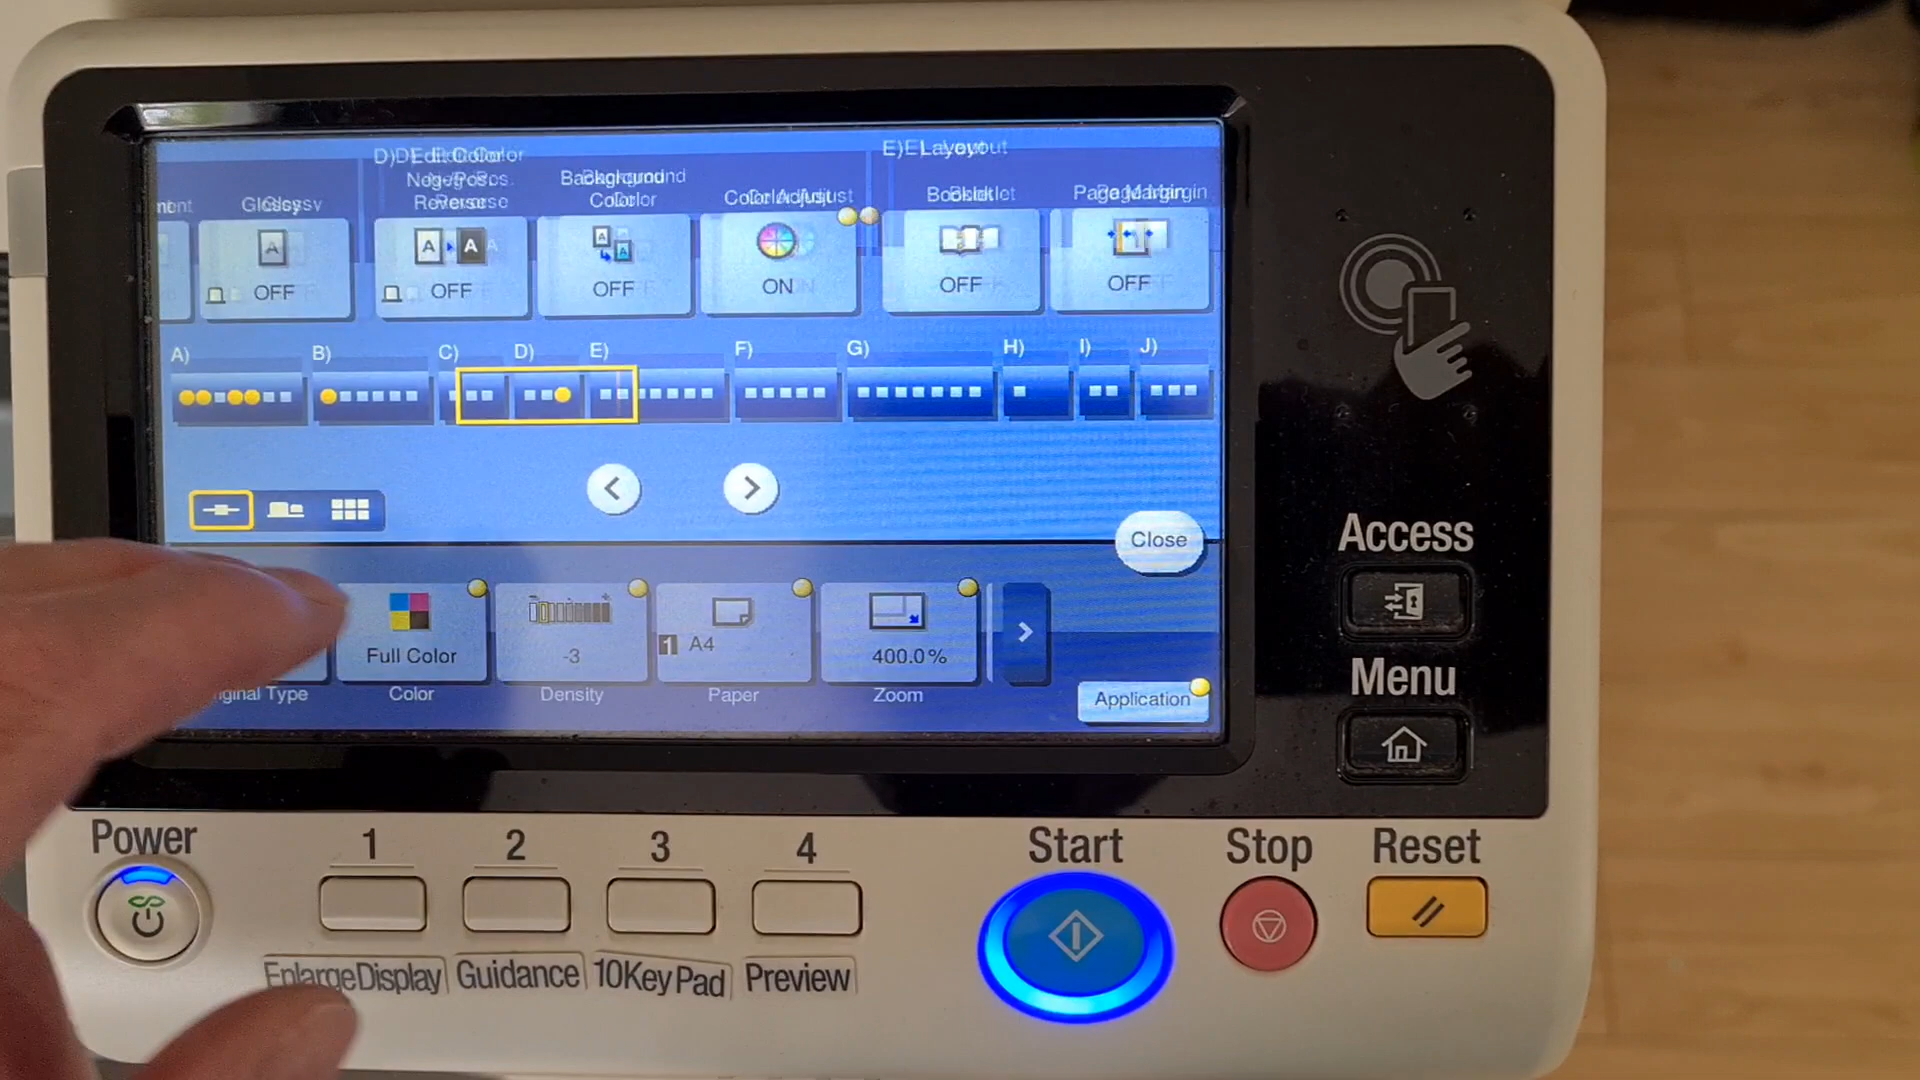 D) Edit Color
E) Layout
Glossy
Neg-/Pos.
Reverse
Background
Color
Color Adjust
Booklet
Page Margin
OFF
OFF
OFF
ON
OFF
OFF
A)
B)
C)
D)
E)
F)
G)
H)
I)
J)
Close
Full Color
-3
1 A4
400.0%
Color
Density
Paper
Zoom
Application
Access
Menu
Power
1
2
3
4
Start
Stop
Reset
Enlarge Display
Guidance
10 Key Pad
Preview